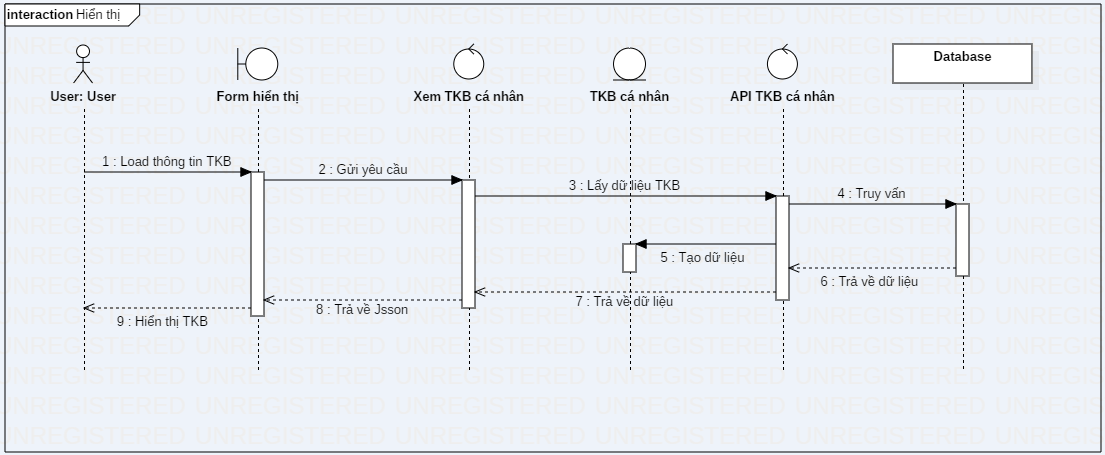 interaction Hiển thị
User: User
Form hiển thị
Xem TKB cá nhân
TKB cá nhân
API TKB cá nhân
Database
1 : Load thông tin TKB
2 : Gửi yêu cầu
3 : Lấy dữ liệu TKB
4 : Truy vấn
5 : Tạo dữ liệu
6 : Trả về dữ liệu
7 : Trả về dữ liệu
8 : Trả về Jsson
9 : Hiển thị TKB
UNREGISTERED